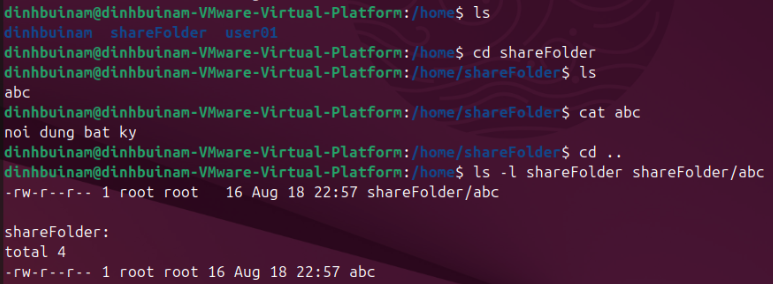 dinhbuinam@dinhbuinam-VMware-Virtual-Platform:/home$ ls
dinhbuinam  shareFolder  user01
dinhbuinam@dinhbuinam-VMware-Virtual-Platform:/home$ cd shareFolder
dinhbuinam@dinhbuinam-VMware-Virtual-Platform:/home/shareFolder$ ls
abc
dinhbuinam@dinhbuinam-VMware-Virtual-Platform:/home/shareFolder$ cat abc
noi dung bat ky
dinhbuinam@dinhbuinam-VMware-Virtual-Platform:/home/shareFolder$ cd ..
dinhbuinam@dinhbuinam-VMware-Virtual-Platform:/home$ ls -l shareFolder shareFolder/abc
-rw-r--r-- 1 root root   16 Aug 18 22:57 shareFolder/abc

shareFolder:
total 4
-rw-r--r-- 1 root root 16 Aug 18 22:57 abc